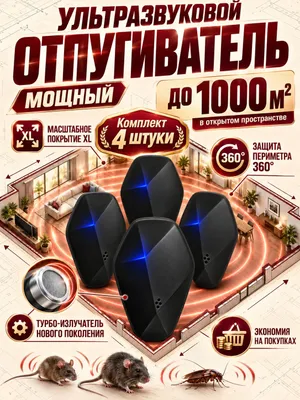 УЛЬТРАЗВУКОВОЙ
ОТПУГИВАТЕЛЬ
МОЩНЫЙ
ДО 1000 М²
в открытом пространстве
Комплект
4 ШТУКИ
XL
МАСШТАБНОЕ
ПОКРЫТИЕ XL
360°
ЗАЩИТА
ПЕРИМЕТРА
360°
ТУРБО-ИЗЛУЧАТЕЛЬ
НОВОГО ПОКОЛЕНИЯ
ЭКОНОМИЯ
НА ПОКУПКАХ